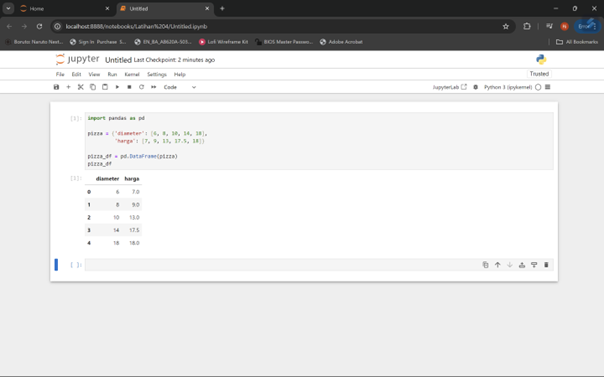 Home
Untitled
localhost:8888/notebooks/Latihan%204/Untitled.ipynb
Boruto: Naruto Next...
Sign in · Purchase · S...
EN_BA_A86J3IA-S03...
Lo-Fi Wireframe Kit
BIOS Master Passwo...
Adobe Acrobat
All Bookmarks
jupyter Untitled Last Checkpoint: 2 minutes ago
File Edit View Run Kernel Settings Help
Trusted
Code
JupyterLab
Python 3 (ipykernel)
import pandas as pd
pizza = {'diameter': [6, 8, 10, 14, 18],
'harga': [7, 9, 13, 17.5, 18]}
pizza_df = pd.DataFrame(pizza)
pizza_df
diameter harga
0 6 7.0
1 8 9.0
2 10 13.0
3 14 17.5
4 18 18.0
[ ]: